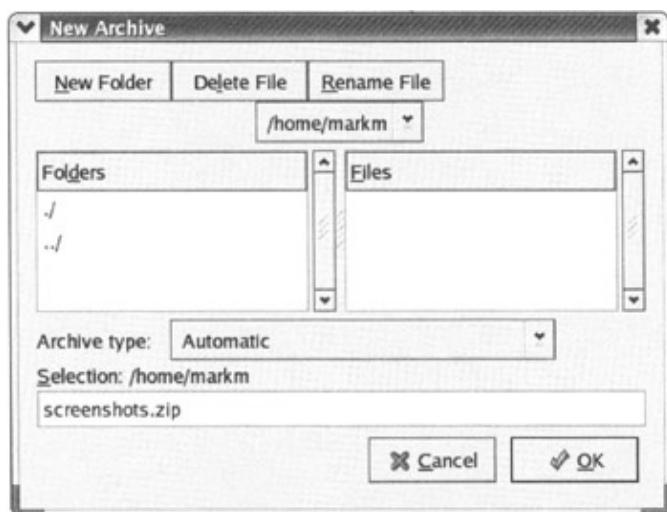 New Archive
New Folder Delete File Rename File
/home/markm
Folders Files
./
../
Archive type: Automatic
Selection: /home/markm
screenshots.zip
Cancel OK